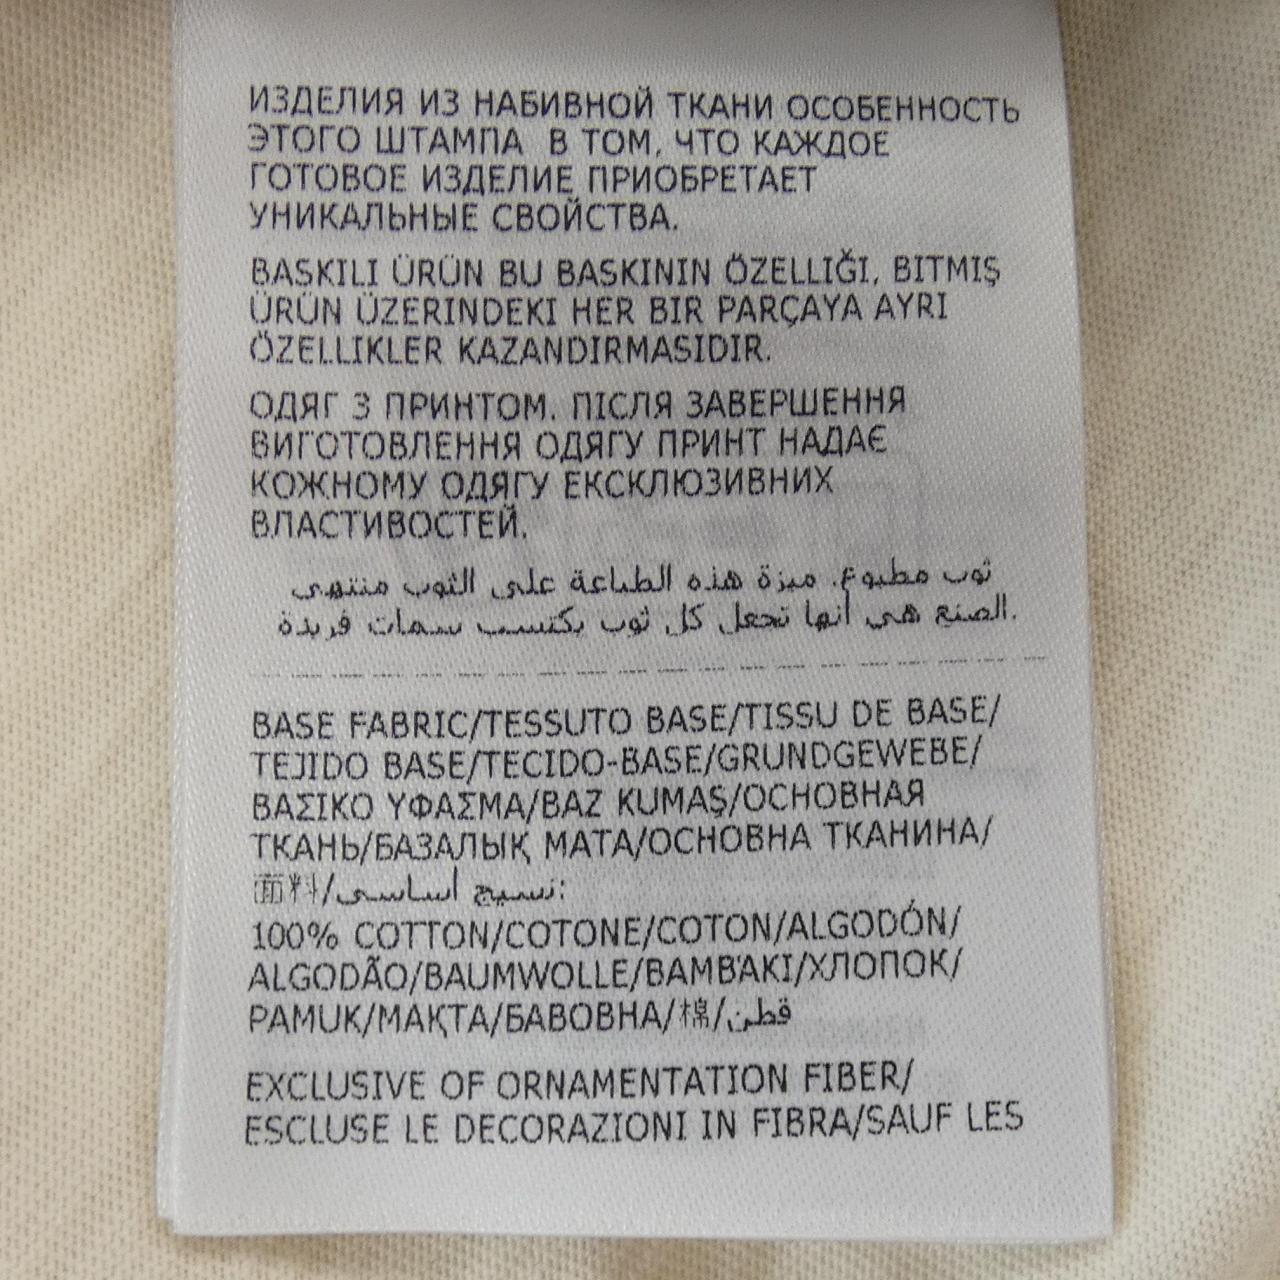 ИЗДЕЛИЯ ИЗ НАБИВНОЙ ТКАНИ ОСОБЕННОСТЬ
ЭТОГО ШТАМПА В ТОМ, ЧТО КАЖДОЕ
ГОТОВОЕ ИЗДЕЛИЕ ПРИОБРЕТАЕТ
УНИКАЛЬНЫЕ СВОЙСТВА.
BASKILI ÜRÜN BU BASKININ ÖZELLIĞI, BITMIŞ
ÜRÜN ÜZERINDEKI HER BIR PARÇAYA AYRI
ÖZELLIKLER KAZANDIRMASIDIR.
ОДЯГ З ПРИНТОМ. ПІСЛЯ ЗАВЕРШЕННЯ
ВИГОТОВЛЕННЯ ОДЯГУ ПРИНТ НАДАЄ
КОЖНОМУ ОДЯГУ ЕКСКЛЮЗИВНИХ
ВЛАСТИВОСТЕЙ.
ثوب مطبوع. ميزة هذه الطباعة على الثوب منتهى
الصنع هي أنها تجعل كل ثوب يكتسب سمات فريدة.
BASE FABRIC/TESSUTO BASE/TISSU DE BASE/
TEJIDO BASE/TECIDO-BASE/GRUNDGEWEBE/
ΒΑΣΙΚΟ ΥΦΑΣΜΑ/BAZ KUMAŞ/ОСНОВНАЯ
ТКАНЬ/БАЗАЛЫҚ МАТА/ОСНОВНА ТКАНИНА/
面料/نسيج أساسى:
100% COTTON/COTONE/COTON/ALGODÓN/
ALGODÃO/BAUMWOLLE/ΒΑΜΒΆΚΙ/ХЛОПОК/
PAMUK/МАҚТА/БАВОВНА/棉/قطن
EXCLUSIVE OF ORNAMENTATION FIBER/
ESCLUSE LE DECORAZIONI IN FIBRA/SAUF LES